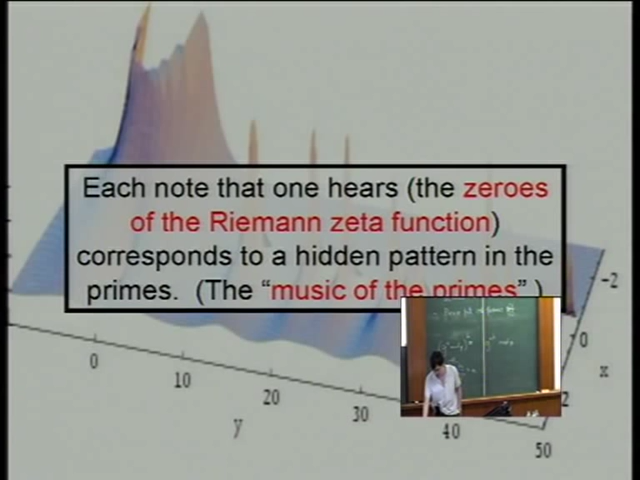 Each note that one hears (the zeroes
of the Riemann zeta function)
corresponds to a hidden pattern in the
primes. (The “music of the primes” )
-2
0
x
2
0
10
20
30
40
50
y